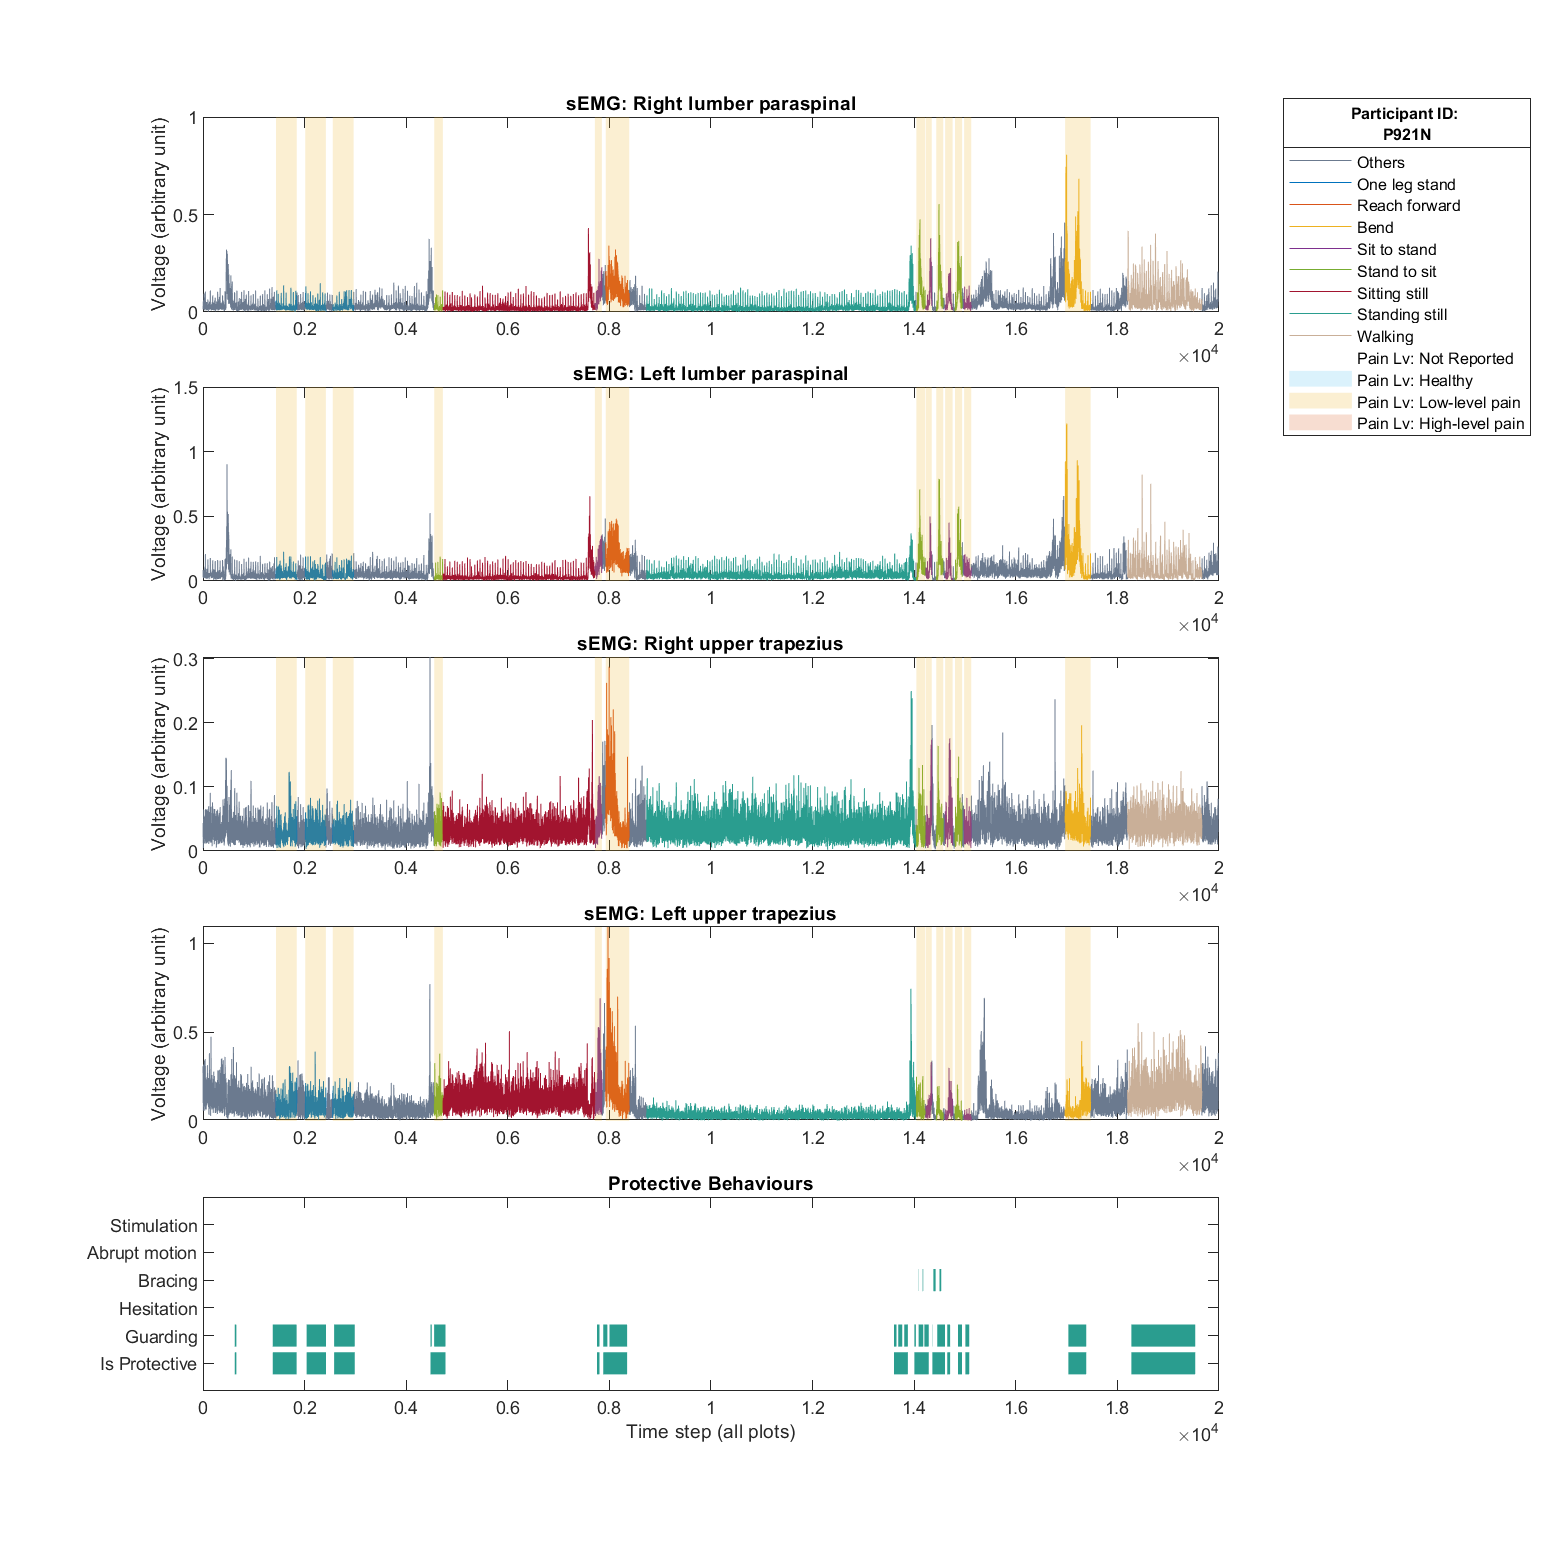 sEMG: Right lumber paraspinal
Voltage (arbitrary unit)
1
0.5
0
0 0.2 0.4 0.6 0.8 1 1.2 1.4 1.6 1.8 2
×10^4
sEMG: Left lumber paraspinal
Voltage (arbitrary unit)
1.5
1
0.5
0
0 0.2 0.4 0.6 0.8 1 1.2 1.4 1.6 1.8 2
×10^4
sEMG: Right upper trapezius
Voltage (arbitrary unit)
0.3
0.2
0.1
0
0 0.2 0.4 0.6 0.8 1 1.2 1.4 1.6 1.8 2
×10^4
sEMG: Left upper trapezius
Voltage (arbitrary unit)
1
0.5
0
0 0.2 0.4 0.6 0.8 1 1.2 1.4 1.6 1.8 2
×10^4
Protective Behaviours
Stimulation
Abrupt motion
Bracing
Hesitation
Guarding
Is Protective
0 0.2 0.4 0.6 0.8 1 1.2 1.4 1.6 1.8 2
Time step (all plots)
×10^4
Participant ID:
P921N
Others
One leg stand
Reach forward
Bend
Sit to stand
Stand to sit
Sitting still
Standing still
Walking
Pain Lv: Not Reported
Pain Lv: Healthy
Pain Lv: Low-level pain
Pain Lv: High-level pain